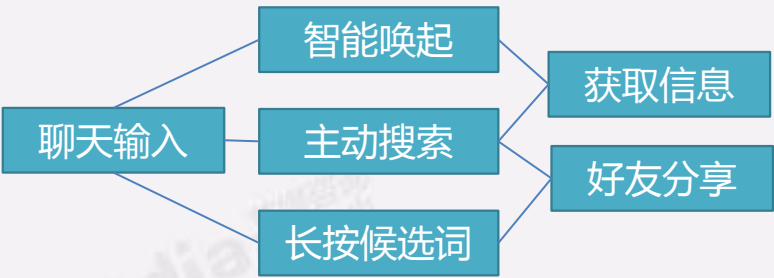 智能唤起
获取信息
聊天输入
主动搜索
好友分享
长按候选词